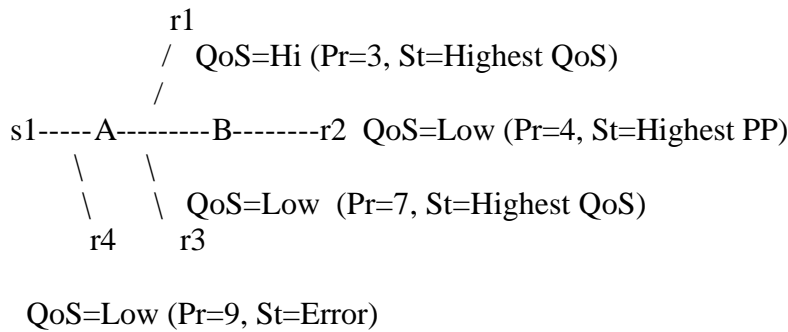 r1
/ QoS=Hi (Pr=3, St=Highest QoS)
/
s1-----A---------B--------r2 QoS=Low (Pr=4, St=Highest PP)
\ \
\ \ QoS=Low (Pr=7, St=Highest QoS)
r4 r3
QoS=Low (Pr=9, St=Error)